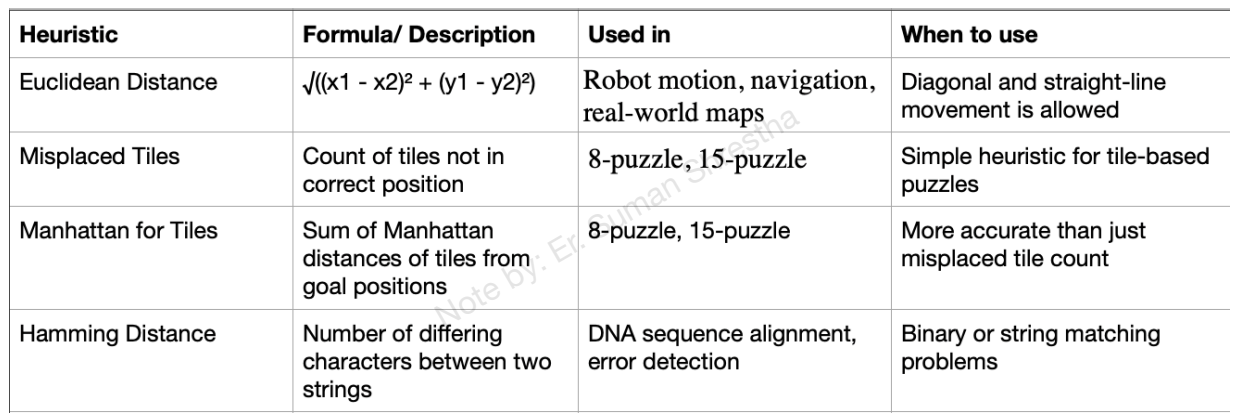 Heuristic
Formula/ Description
Used in
When to use
Euclidean Distance
√((x1 - x2)² + (y1 - y2)²)
Robot motion, navigation,
real-world maps
Diagonal and straight-line
movement is allowed
Misplaced Tiles
Count of tiles not in
correct position
8-puzzle, 15-puzzle
Simple heuristic for tile-based
puzzles
Manhattan for Tiles
Sum of Manhattan
distances of tiles from
goal positions
8-puzzle, 15-puzzle
More accurate than just
misplaced tile count
Hamming Distance
Number of differing
characters between two
strings
DNA sequence alignment,
error detection
Binary or string matching
problems
Note by: Er. Suman Shrestha